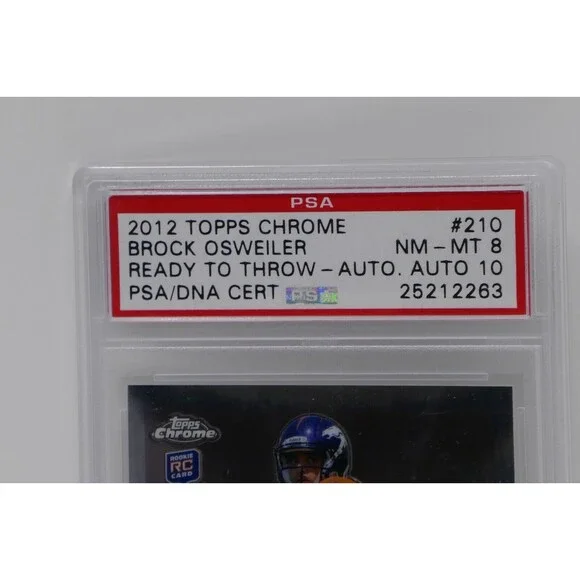 PSA
2012 TOPPS CHROME #210
BROCK OSWEILER NM – MT 8
READY TO THROW – AUTO. AUTO 10
PSA/DNA CERT PSA 25212263
Topps
Chrome
ROOKIE
RC
CARD